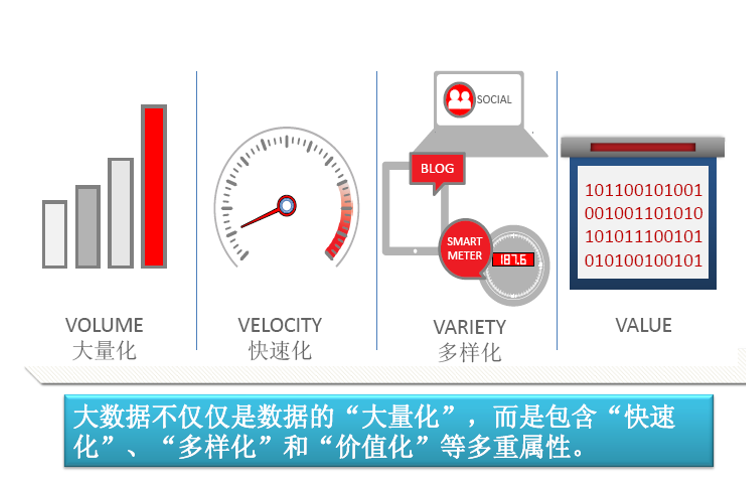 SOCIAL
BLOG
SMART
METER
187.6
101100101001
001001101010
101011100101
010100100101
VOLUME
大量化
VELOCITY
快速化
VARIETY
多样化
VALUE
大数据不仅仅是数据的“大量化”，而是包含“快速
化”、“多样化”和“价值化”等多重属性。